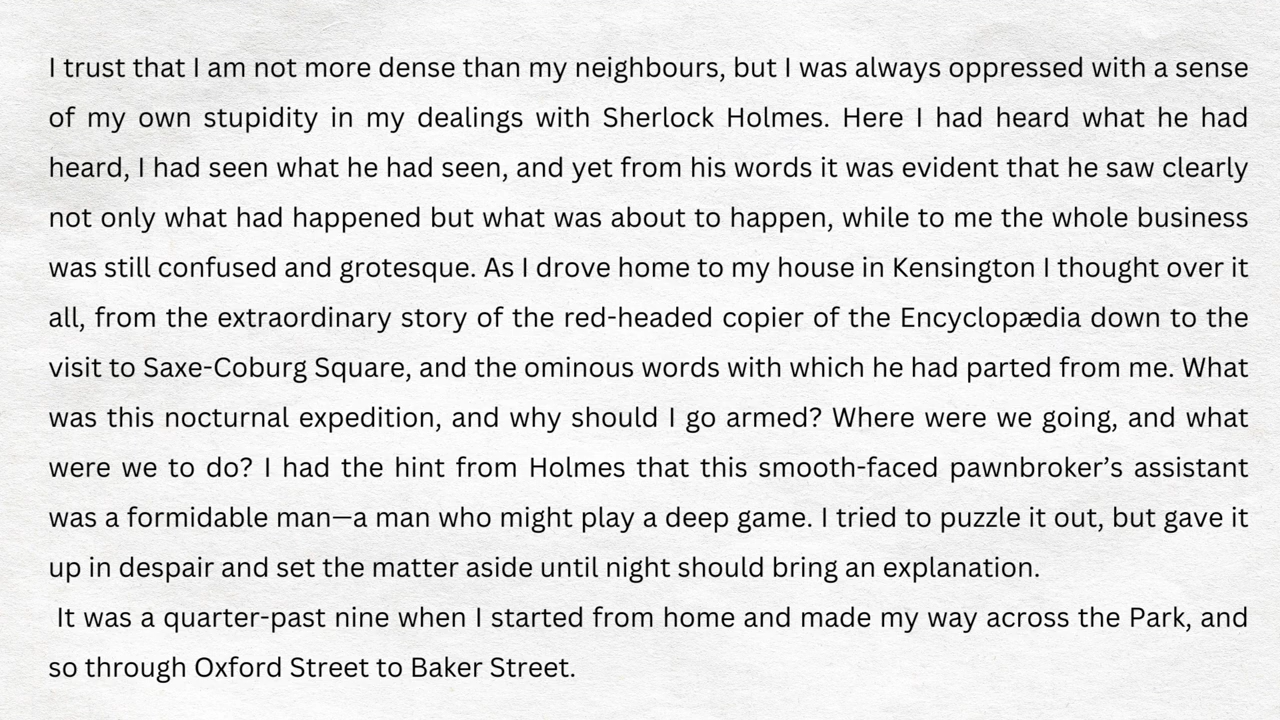 I trust that I am not more dense than my neighbours, but I was always oppressed with a sense
of my own stupidity in my dealings with Sherlock Holmes. Here I had heard what he had
heard, I had seen what he had seen, and yet from his words it was evident that he saw clearly
not only what had happened but what was about to happen, while to me the whole business
was still confused and grotesque. As I drove home to my house in Kensington I thought over it
all, from the extraordinary story of the red-headed copier of the Encyclopædia down to the
visit to Saxe-Coburg Square, and the ominous words with which he had parted from me. What
was this nocturnal expedition, and why should I go armed? Where were we going, and what
were we to do? I had the hint from Holmes that this smooth-faced pawnbroker’s assistant
was a formidable man—a man who might play a deep game. I tried to puzzle it out, but gave it
up in despair and set the matter aside until night should bring an explanation.
It was a quarter-past nine when I started from home and made my way across the Park, and
so through Oxford Street to Baker Street.